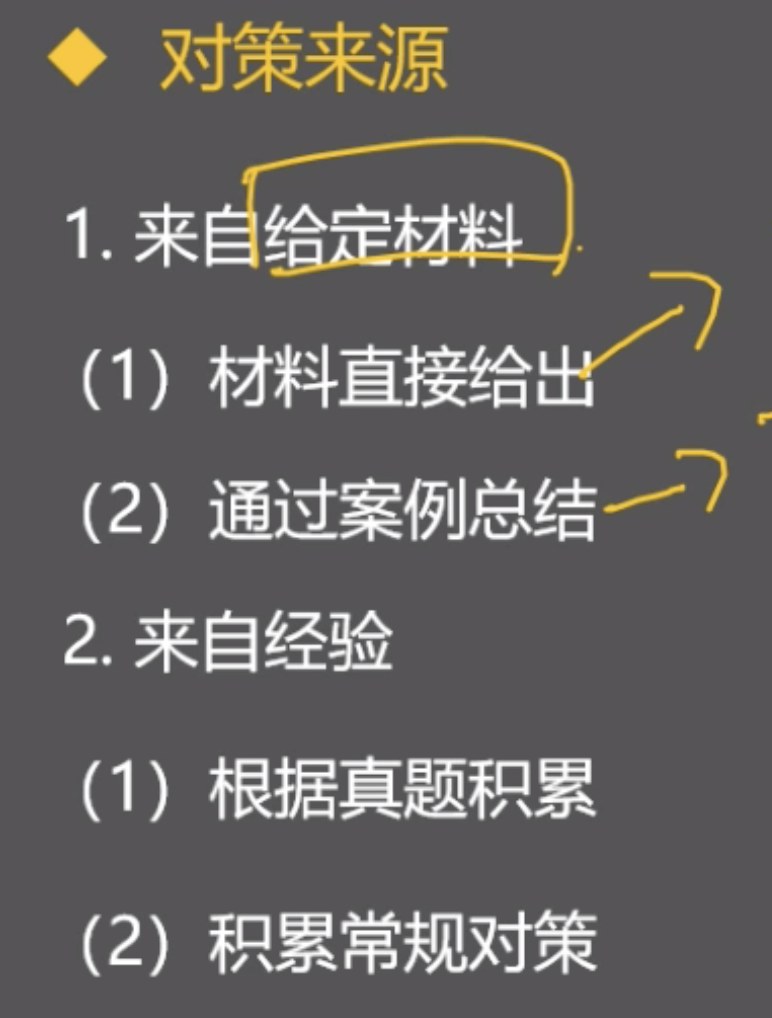 对策来源
1. 来自给定材料
（1）材料直接给出
（2）通过案例总结
2. 来自经验
（1）根据真题积累
（2）积累常规对策